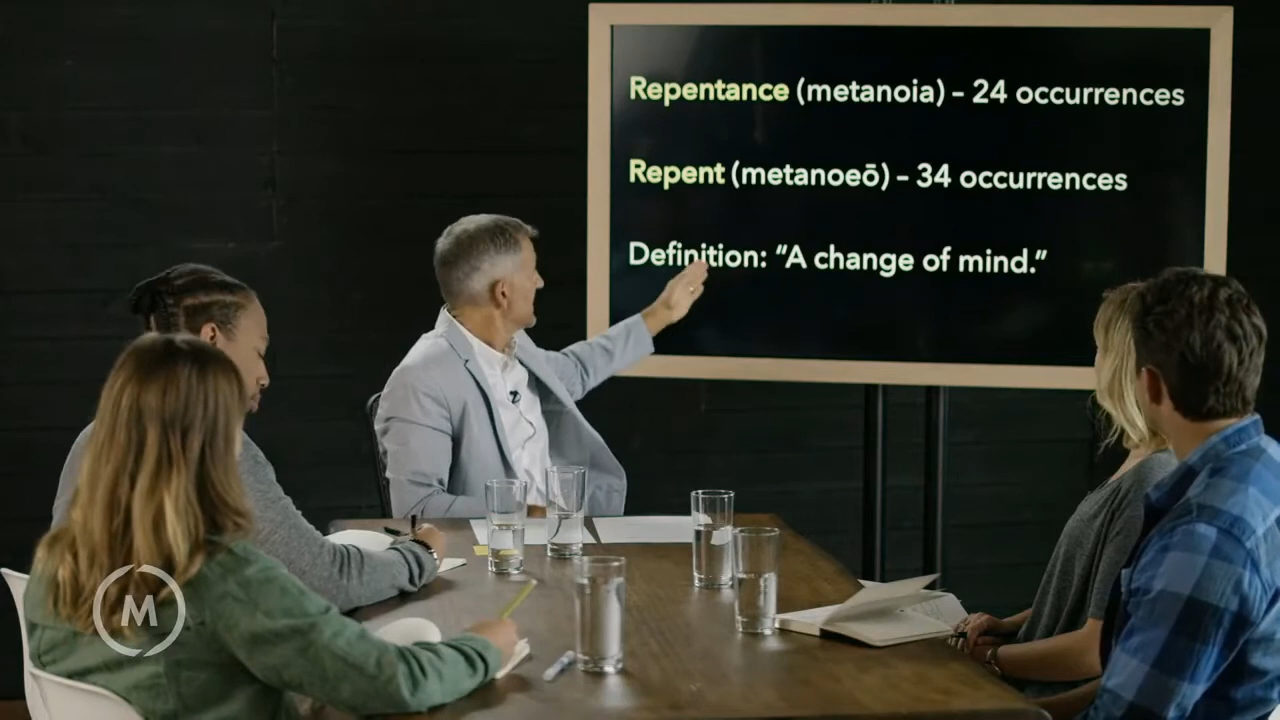 Repentance (metanoia) – 24 occurrences
Repent (metanoeō) – 34 occurrences
Definition: “A change of mind.”
M